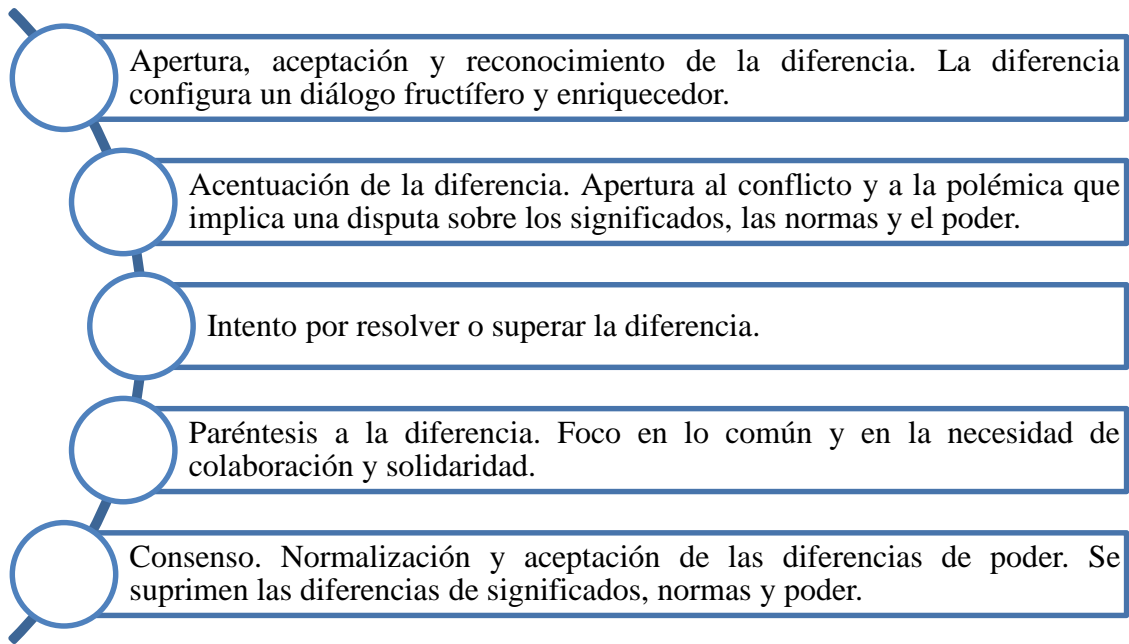 Apertura, aceptación y reconocimiento de la diferencia. La diferencia
configura un diálogo fructífero y enriquecedor.
Acentuación de la diferencia. Apertura al conflicto y a la polémica que
implica una disputa sobre los significados, las normas y el poder.
Intento por resolver o superar la diferencia.
Paréntesis a la diferencia. Foco en lo común y en la necesidad de
colaboración y solidaridad.
Consenso. Normalización y aceptación de las diferencias de poder. Se
suprimen las diferencias de significados, normas y poder.